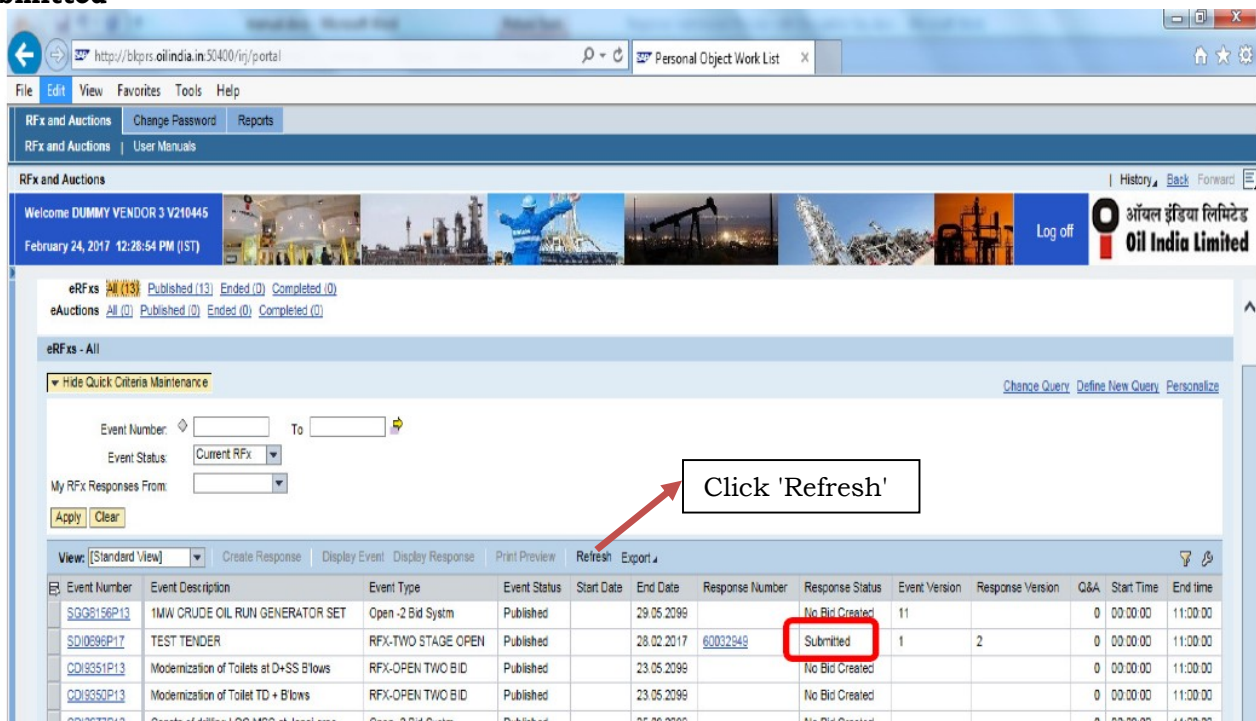 http://bkprs.oilindia.in:50400/irj/portal
Personal Object Work List
File Edit View Favorites Tools Help
RFx and Auctions Change Password Reports
RFx and Auctions | User Manuals
RFx and Auctions | History Back Forward
Welcome DUMMY VENDOR 3 V210445
February 24, 2017 12:28:54 PM (IST)
Log off
ऑयल इंडिया लिमिटेड
Oil India Limited
eRFxs All (13) Published (13) Ended (0) Completed (0)
eAuctions All (0) Published (0) Ended (0) Completed (0)
eRFxs - All
Hide Quick Criteria Maintenance Change Query Define New Query Personalize
Event Number: To
Event Status: Current RFx
My RFx Responses From:
Click 'Refresh'
Apply Clear
View: [Standard View] Create Response Display Event Display Response Print Preview Refresh Export
Event Number Event Description Event Type Event Status Start Date End Date Response Number Response Status Event Version Response Version Q&A Start Time End time
SGG8156P13 1MW CRUDE OIL RUN GENERATOR SET Open -2 Bid Systm Published 29.05.2099 No Bid Created 11 0 00:00:00 11:00:00
SDI0696P17 TEST TENDER RFX-TWO STAGE OPEN Published 28.02.2017 60032949 Submitted 1 2 0 00:00:00 11:00:00
CDI9351P13 Modernization of Toilets at D+SS B'lows RFX-OPEN TWO BID Published 23.05.2099 No Bid Created 0 00:00:00 11:00:00
CDI9350P13 Modernization of Toilet TD + B'lows RFX-OPEN TWO BID Published 23.05.2099 No Bid Created 0 00:00:00 11:00:00